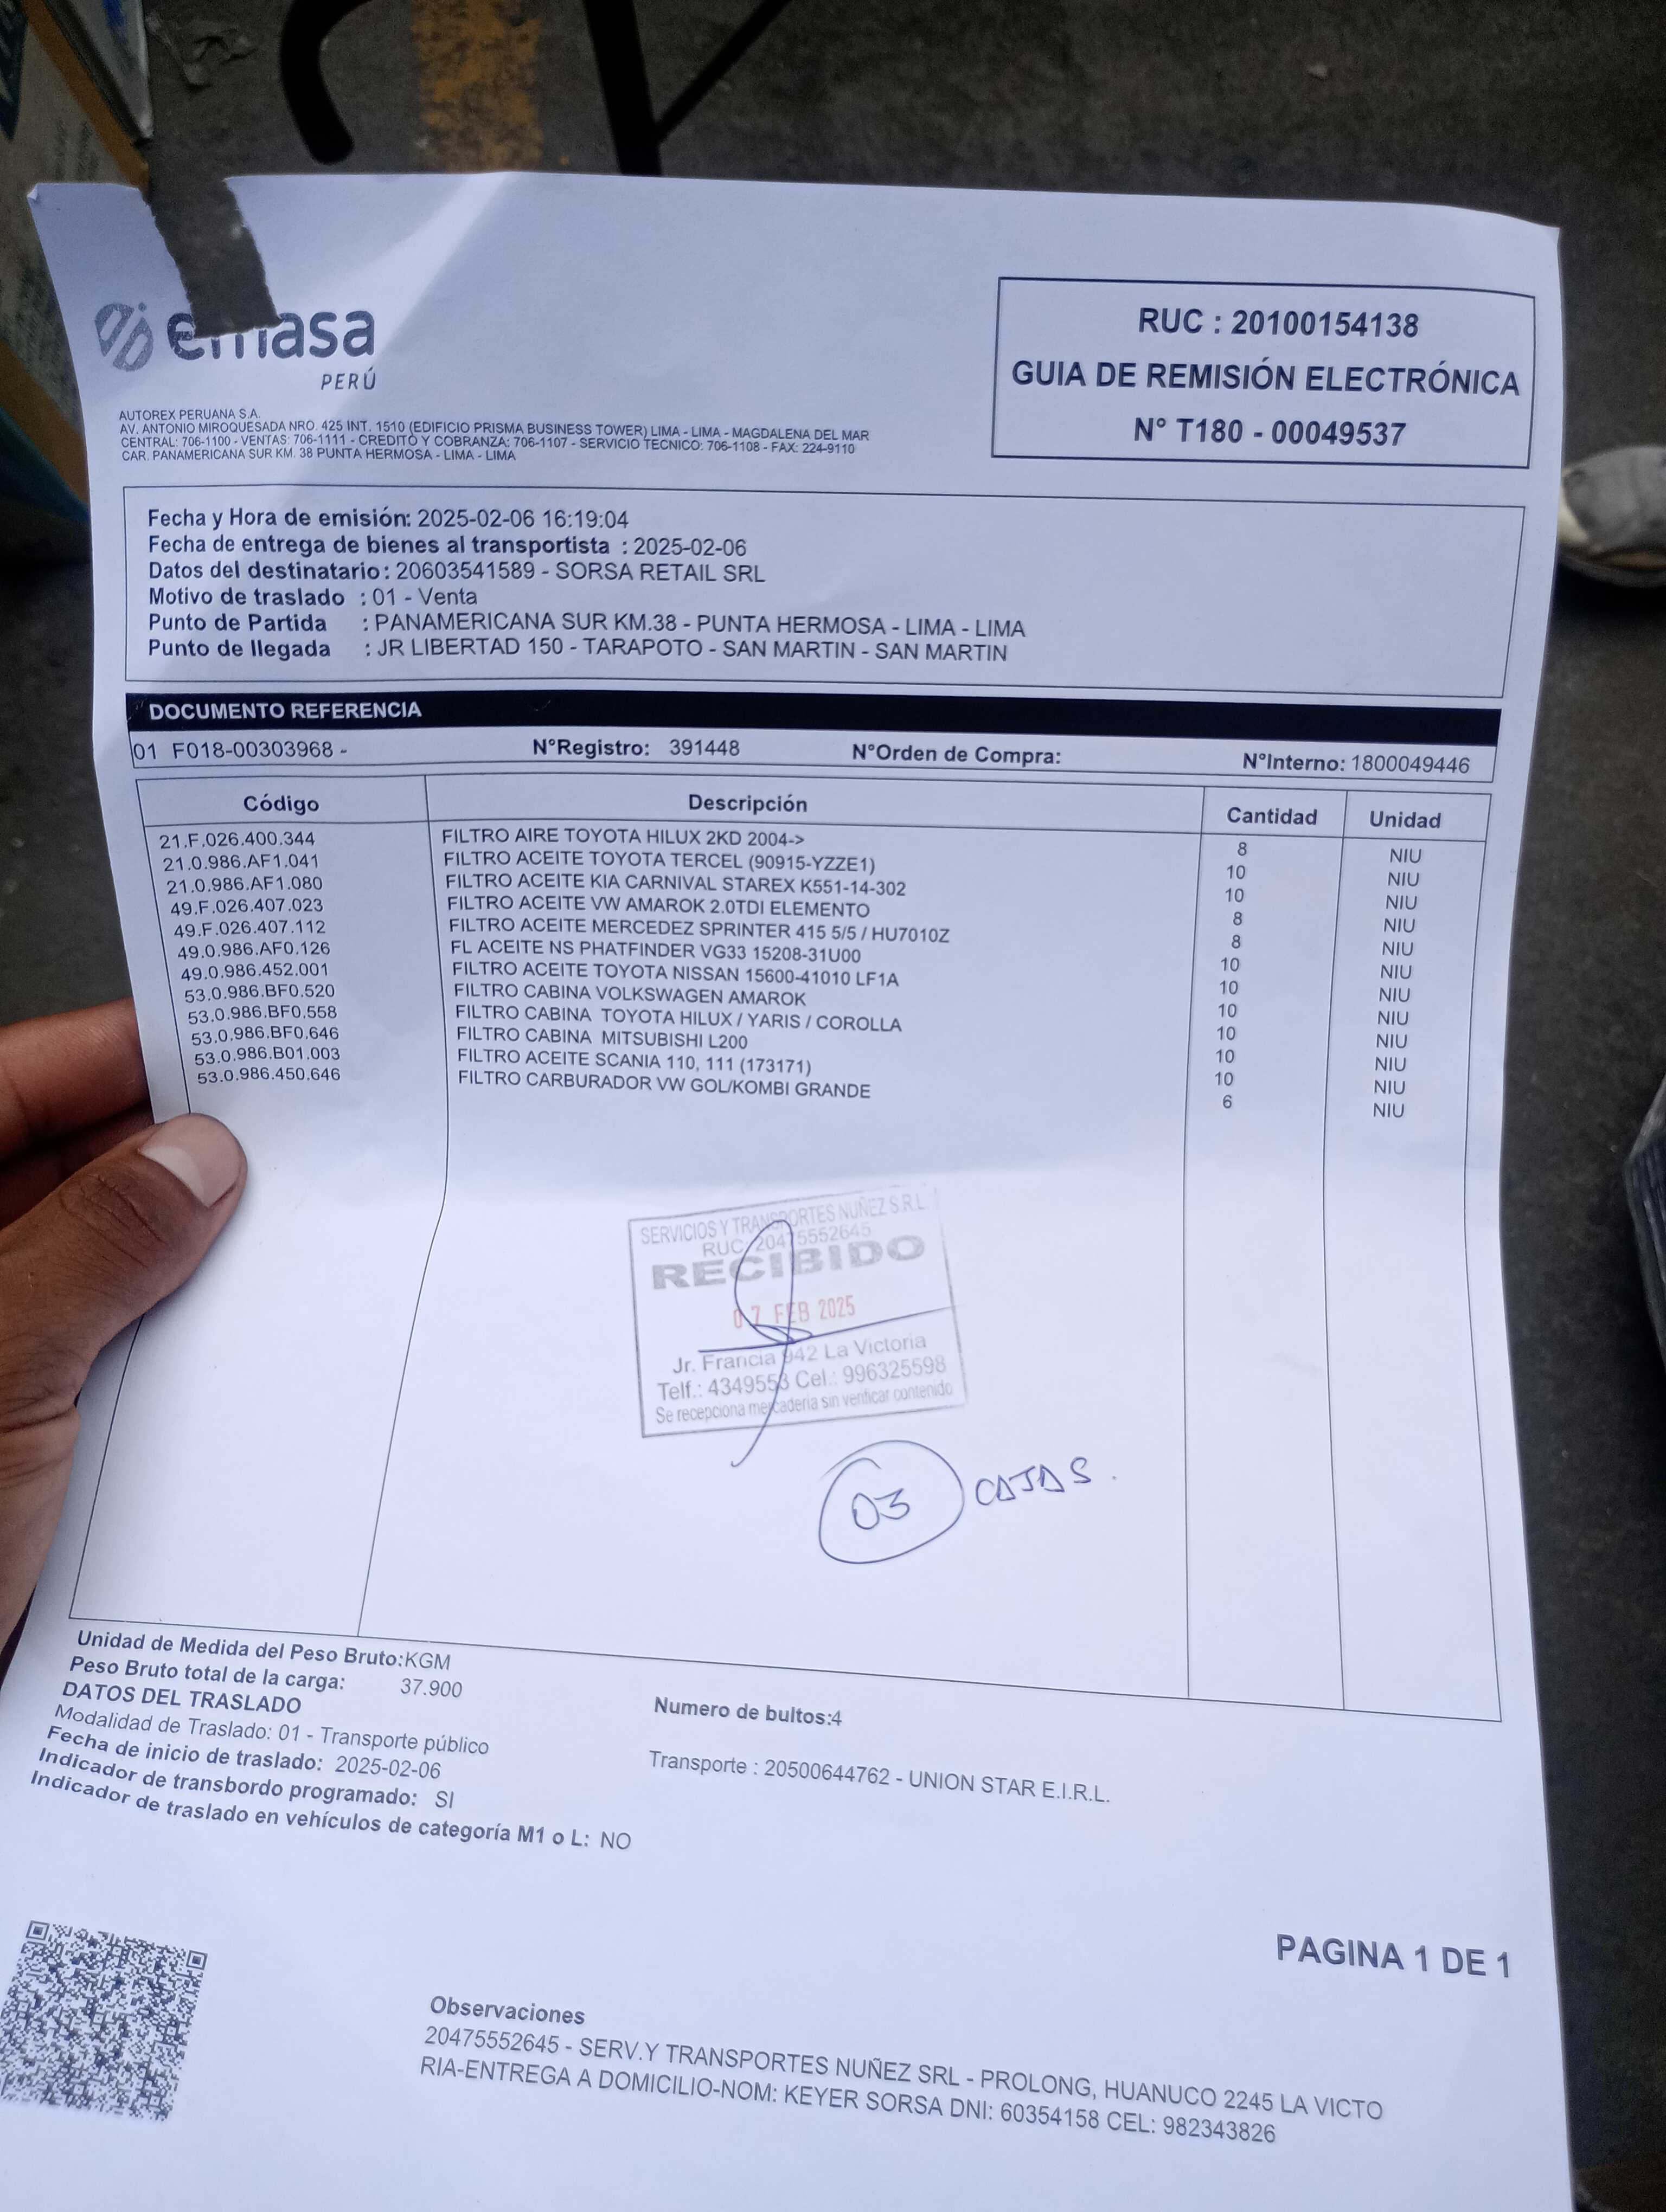 emasa
PERÚ
RUC : 20100154138
GUIA DE REMISIÓN ELECTRÓNICA
N° T180 - 00049537
AUTOREX PERUANA S.A.
AV. ANTONIO MIROQUESADA NRO. 425 INT. 1510 (EDIFICIO PRISMA BUSINESS TOWER) LIMA - LIMA - MAGDALENA DEL MAR
CENTRAL: 706-1100 - VENTAS: 706-1111 - CREDITO Y COBRANZA: 706-1107 - SERVICIO TECNICO: 706-1108 - FAX: 224-9110
CAR. PANAMERICANA SUR KM. 38 PUNTA HERMOSA - LIMA - LIMA
Fecha y Hora de emisión: 2025-02-06 16:19:04
Fecha de entrega de bienes al transportista : 2025-02-06
Datos del destinatario : 20603541589 - SORSA RETAIL SRL
Motivo de traslado : 01 - Venta
Punto de Partida : PANAMERICANA SUR KM.38 - PUNTA HERMOSA - LIMA - LIMA
Punto de llegada : JR LIBERTAD 150 - TARAPOTO - SAN MARTIN - SAN MARTIN
DOCUMENTO REFERENCIA
01 F018-00303968 - N°Registro: 391448 N°Orden de Compra: N°Interno: 1800049446
Código Descripción Cantidad Unidad
21.F.026.400.344 FILTRO AIRE TOYOTA HILUX 2KD 2004-> 8 NIU
21.0.986.AF1.041 FILTRO ACEITE TOYOTA TERCEL (90915-YZZE1) 10 NIU
21.0.986.AF1.080 FILTRO ACEITE KIA CARNIVAL STAREX K551-14-302 10 NIU
49.F.026.407.023 FILTRO ACEITE VW AMAROK 2.0TDI ELEMENTO 8 NIU
49.F.026.407.112 FILTRO ACEITE MERCEDEZ SPRINTER 415 5/5 / HU7010Z 8 NIU
49.0.986.AF0.126 FL ACEITE NS PHATFINDER VG33 15208-31U00 10 NIU
49.0.986.452.001 FILTRO ACEITE TOYOTA NISSAN 15600-41010 LF1A 10 NIU
53.0.986.BF0.520 FILTRO CABINA VOLKSWAGEN AMAROK 10 NIU
53.0.986.BF0.558 FILTRO CABINA TOYOTA HILUX / YARIS / COROLLA 10 NIU
53.0.986.BF0.646 FILTRO CABINA MITSUBISHI L200 10 NIU
53.0.986.B01.003 FILTRO ACEITE SCANIA 110, 111 (173171) 10 NIU
53.0.986.450.646 FILTRO CARBURADOR VW GOL/KOMBI GRANDE 6 NIU
SERVICIOS Y TRANSPORTES NUÑEZ S.R.L
RUC: 20475552645
RECIBIDO
07 FEB 2025
Jr. Francia 942 La Victoria
Telf.: 4349553 Cel.: 996325598
Se recepciona mercaderia sin verificar contenido
03 CAJAS.
Unidad de Medida del Peso Bruto: KGM
Peso Bruto total de la carga: 37.900
DATOS DEL TRASLADO
Numero de bultos:4
Modalidad de Traslado: 01 - Transporte público
Fecha de inicio de traslado: 2025-02-06
Transporte : 20500644762 - UNION STAR E.I.R.L.
Indicador de transbordo programado: SI
Indicador de traslado en vehículos de categoría M1 o L: NO
PAGINA 1 DE 1
Observaciones
20475552645 - SERV.Y TRANSPORTES NUÑEZ SRL - PROLONG, HUANUCO 2245 LA VICTO
RIA-ENTREGA A DOMICILIO-NOM: KEYER SORSA DNI: 60354158 CEL: 982343826